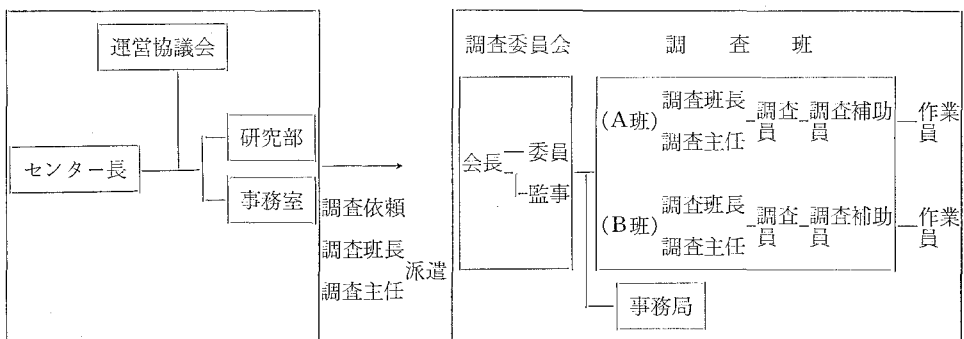 運営協議会
センター長
研究部
事務室
調査依頼
調査班長
調査主任
派遣
調査委員会
調査班
会長
委員
監事
(A班)
調査班長
調査主任
調査員
調査補助員
作業員
(B班)
調査班長
調査主任
調査員
調査補助員
作業員
事務局